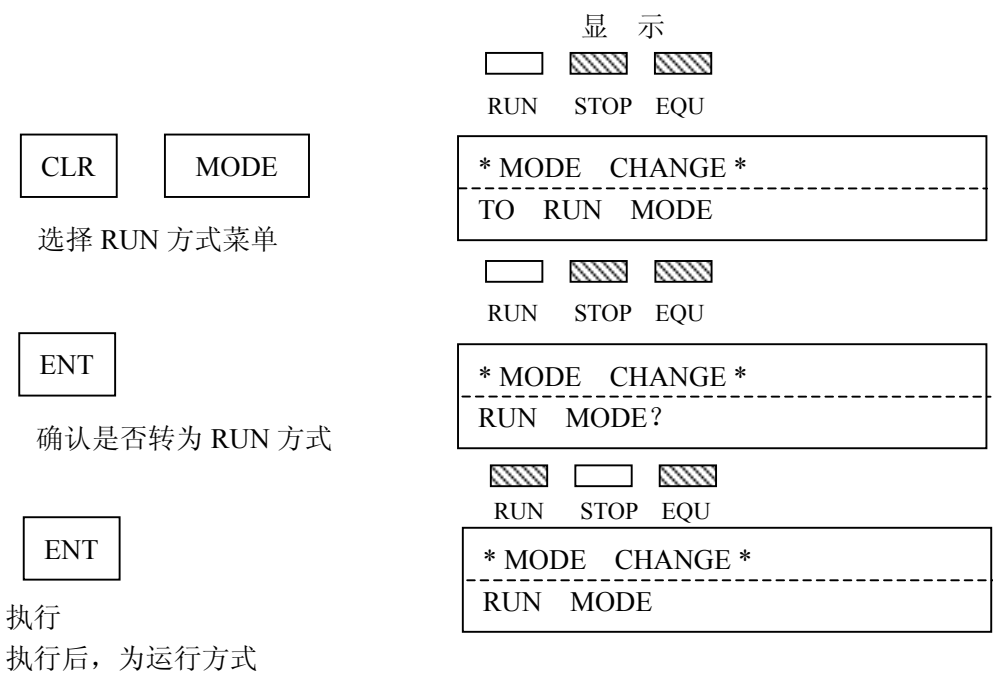 显 示
RUN STOP EQU
CLR MODE
* MODE CHANGE *
TO RUN MODE
选择 RUN 方式菜单
RUN STOP EQU
ENT
* MODE CHANGE *
RUN MODE？
确认是否转为 RUN 方式
RUN STOP EQU
ENT
* MODE CHANGE *
RUN MODE
执行
执行后，为运行方式